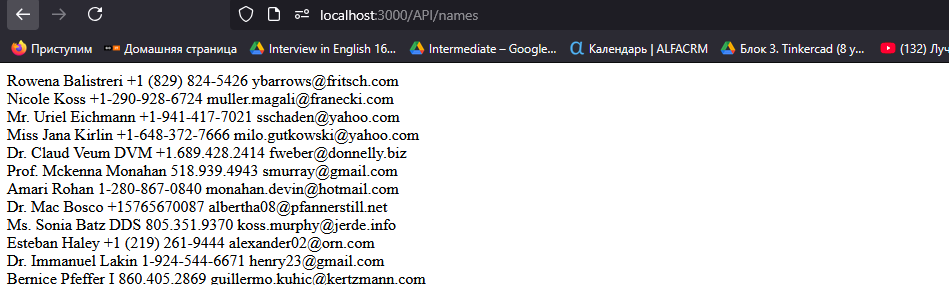 localhost:3000/API/names
Приступим Домашняя страница Interview in English 16... Intermediate – Google... Календарь | ALFACRM Блок 3. Tinkercad (8 у... (132) Луч
Rowena Balistreri +1 (829) 824-5426 ybarrows@fritsch.com
Nicole Koss +1-290-928-6724 muller.magali@franecki.com
Mr. Uriel Eichmann +1-941-417-7021 sschaden@yahoo.com
Miss Jana Kirlin +1-648-372-7666 milo.gutkowski@yahoo.com
Dr. Claud Veum DVM +1.689.428.2414 fweber@donnelly.biz
Prof. Mckenna Monahan 518.939.4943 smurray@gmail.com
Amari Rohan 1-280-867-0840 monahan.devin@hotmail.com
Dr. Mac Bosco +15765670087 albertha08@pfannerstill.net
Ms. Sonia Batz DDS 805.351.9370 koss.murphy@jerde.info
Esteban Haley +1 (219) 261-9444 alexander02@orn.com
Dr. Immanuel Lakin 1-924-544-6671 henry23@gmail.com
Bernice Pfeffer I 860.405.2869 guillermo.kuhic@kertzmann.com